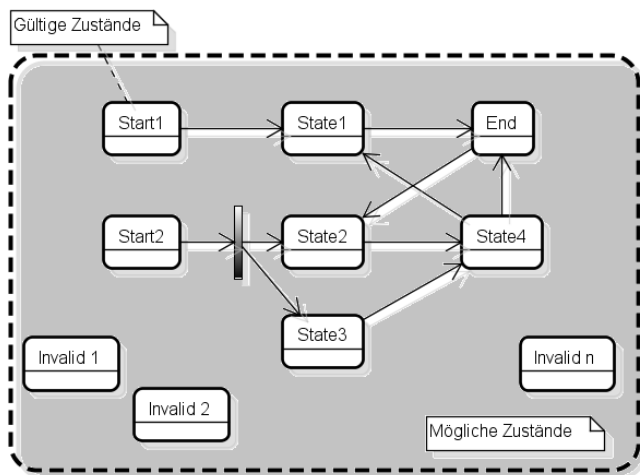 Gültige Zustände
Start1
State1
End
Start2
State2
State4
State3
Invalid 1
Invalid n
Invalid 2
Mögliche Zustände